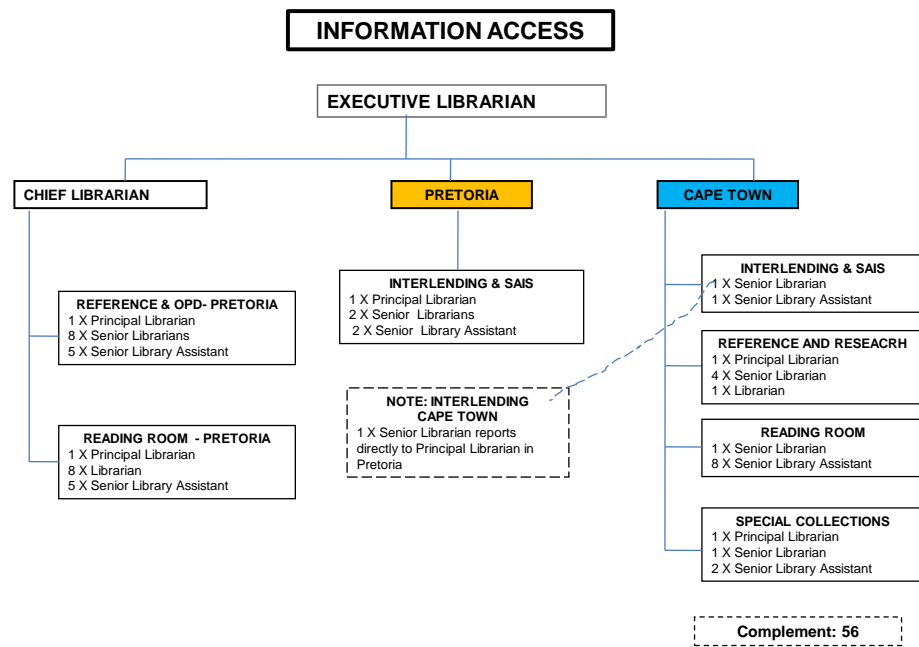 INFORMATION ACCESS
EXECUTIVE LIBRARIAN
CHIEF LIBRARIAN
REFERENCE & OPD- PRETORIA
1 X Principal Librarian
8 X Senior Librarians
5 X Senior Library Assistant
READING ROOM - PRETORIA
1 X Principal Librarian
8 X Librarian
5 X Senior Library Assistant
PRETORIA
INTERLENDING & SAIS
1 X Principal Librarian
2 X Senior Librarians
2 X Senior Library Assistant
NOTE: INTERLENDING
CAPE TOWN
1 X Senior Librarian reports
directly to Principal Librarian in
Pretoria
CAPE TOWN
INTERLENDING & SAIS
1 X Senior Librarian
1 X Senior Library Assistant
REFERENCE AND RESEACRH
1 X Principal Librarian
4 X Senior Librarian
1 X Librarian
READING ROOM
1 X Senior Librarian
8 X Senior Library Assistant
SPECIAL COLLECTIONS
1 X Principal Librarian
1 X Senior Librarian
2 X Senior Library Assistant
Complement: 56